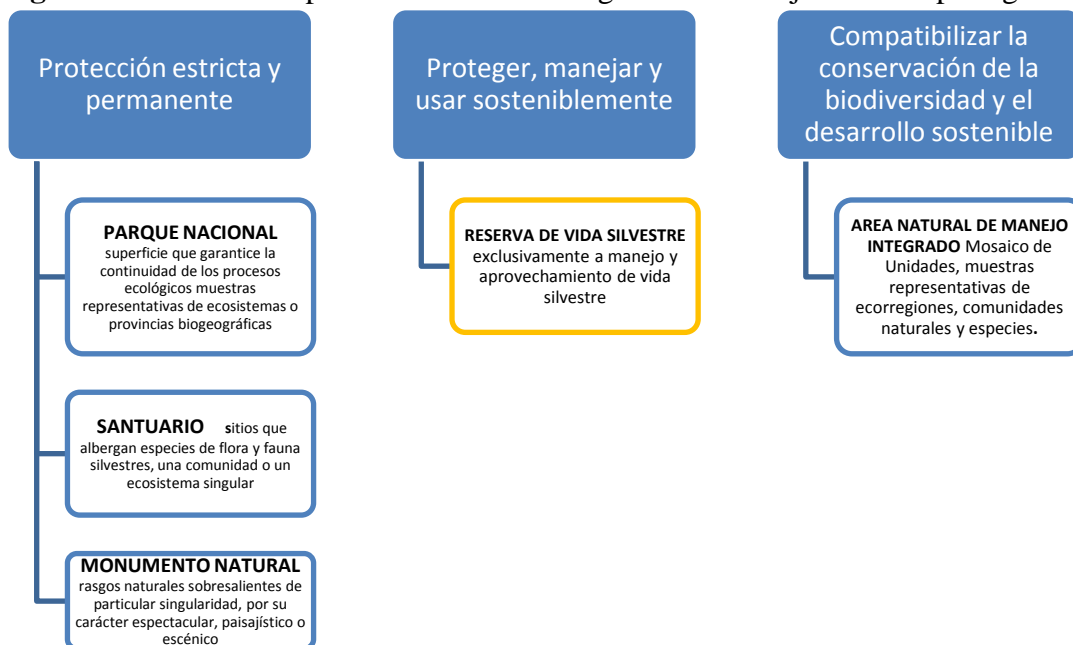 Protección estricta y
permanente
PARQUE NACIONAL
superficie que garantice la
continuidad de los procesos
ecológicos muestras
representativas de ecosistemas o
provincias biogeográficas
SANTUARIO sitios que
albergan especies de flora y fauna
silvestres, una comunidad o un
ecosistema singular
MONUMENTO NATURAL
rasgos naturales sobresalientes de
particular singularidad, por su
carácter espectacular, paisajístico o
escénico
Proteger, manejar y
usar sosteniblemente
RESERVA DE VIDA SILVESTRE
exclusivamente a manejo y
aprovechamiento de vida
silvestre
Compatibilizar la
conservación de la
biodiversidad y el
desarrollo sostenible
AREA NATURAL DE MANEJO
INTEGRADO Mosaico de
Unidades, muestras
representativas de
ecorregiones, comunidades
naturales y especies.